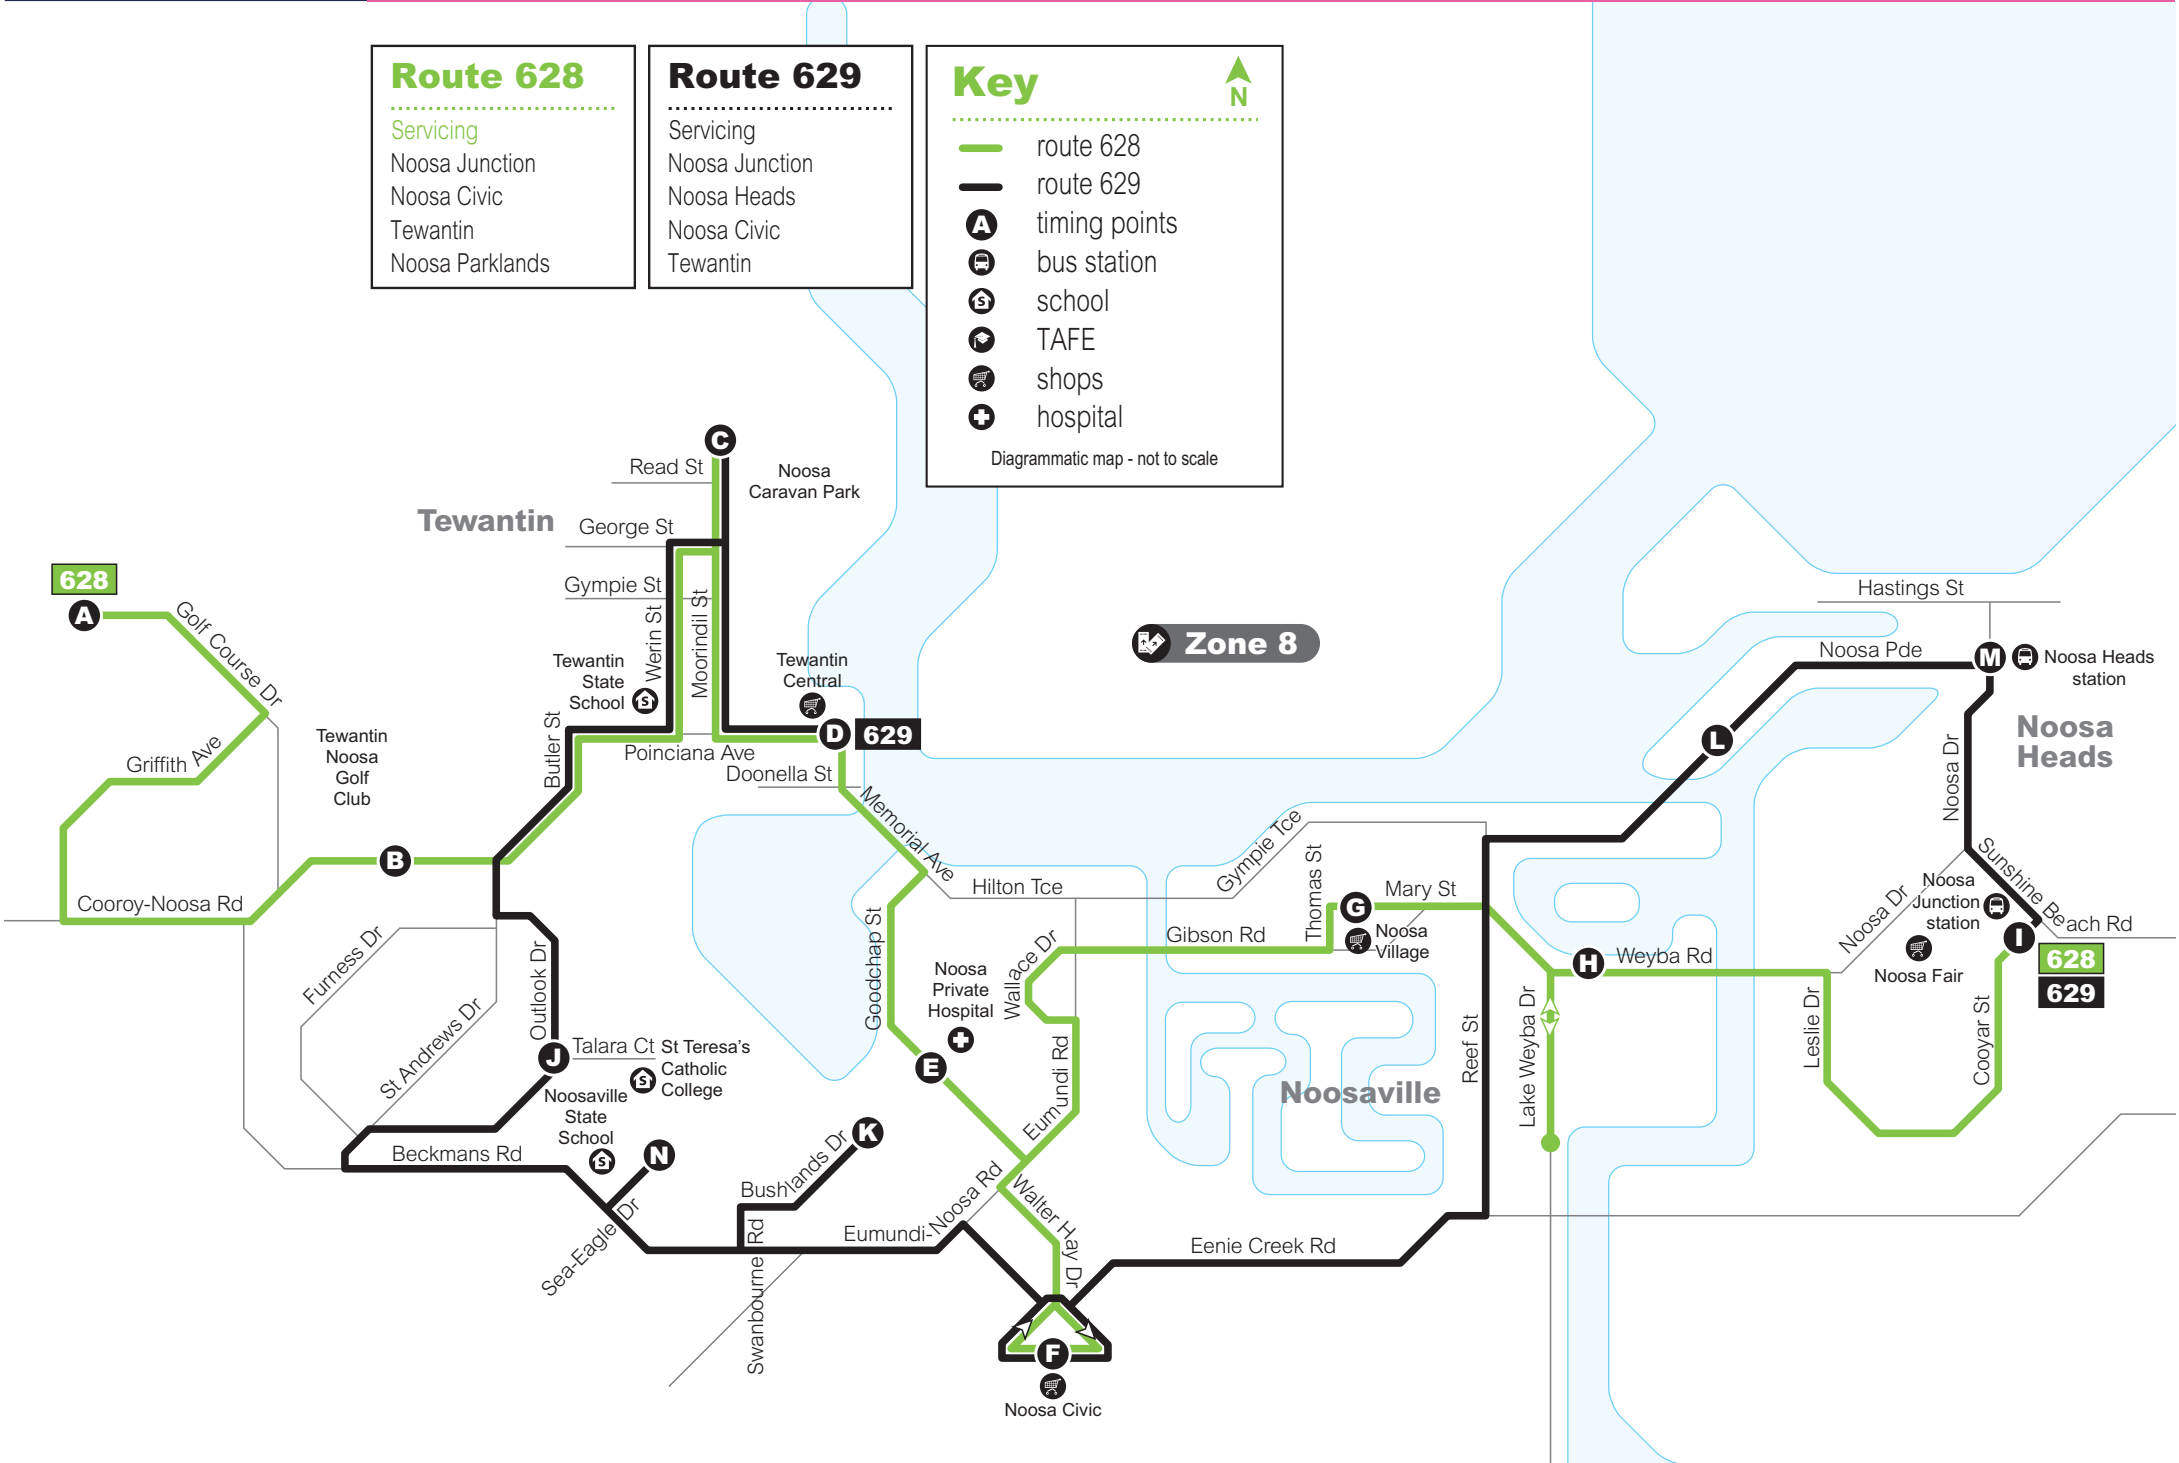 Route 628
Servicing
Noosa Junction
Noosa Civic
Tewantin
Noosa Parklands
Route 629
Servicing
Noosa Junction
Noosa Heads
Noosa Civic
Tewantin
Key
N
route 628
route 629
A timing points
bus station
S school
TAFE
shops
hospital
Diagrammatic map - not to scale
C
Read St
Noosa
Caravan Park
Tewantin
George St
Gympie St
Werin St
Moorindil St
628
A
Golf Course Dr
Griffith Ave
Cooroy-Noosa Rd
Tewantin
Noosa
Golf
Club
B
Tewantin
State
School
S
Butler St
Poinciana Ave
Tewantin
Central
D
629
Doonella St
Memorial Ave
Zone 8
Hastings St
Noosa Pde
M
Noosa Heads
station
L
Noosa
Heads
Noosa Dr
Sunshine Beach Rd
Noosa
Junction
station
I
628
629
Noosa Dr
Noosa Fair
Cooyar St
Leslie Dr
Weyba Rd
H
Lake Weyba Dr
Reef St
Mary St
G
Noosa
Village
Thomas St
Gympie Tce
Hilton Tce
Gibson Rd
Wallace Dr
Goodchap St
Noosa
Private
Hospital
E
Eumundi Rd
Noosaville
Furness Dr
St Andrews Dr
Outlook Dr
J
Talara Ct
St Teresa's
Catholic
College
S
Noosaville
State
School
S
N
Beckmans Rd
Sea-Eagle Dr
Bushlands Dr
K
Swanbourne Rd
Eumundi-Noosa Rd
Walter Hay Dr
Eenie Creek Rd
F
Noosa Civic